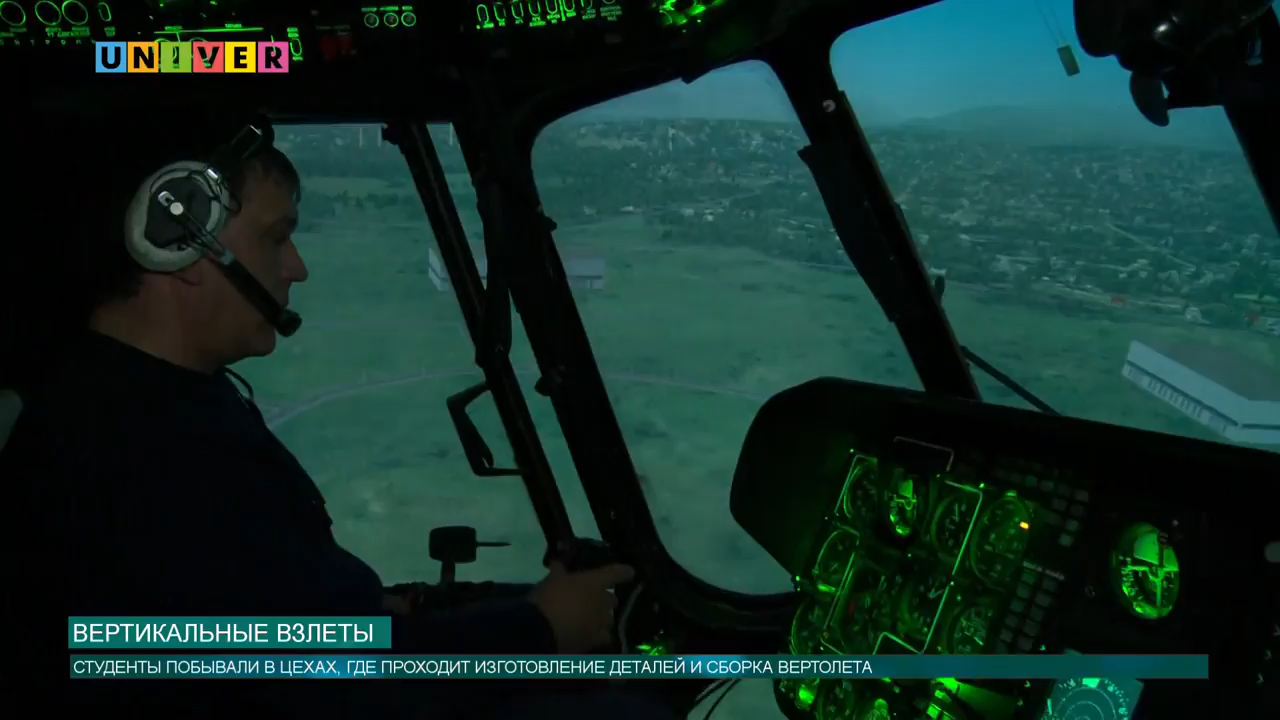 UNIVER
ВЕРТИКАЛЬНЫЕ ВЗЛЕТЫ
СТУДЕНТЫ ПОБЫВАЛИ В ЦЕХАХ, ГДЕ ПРОХОДИТ ИЗГОТОВЛЕНИЕ ДЕТАЛЕЙ И СБОРКА ВЕРТОЛЕТА